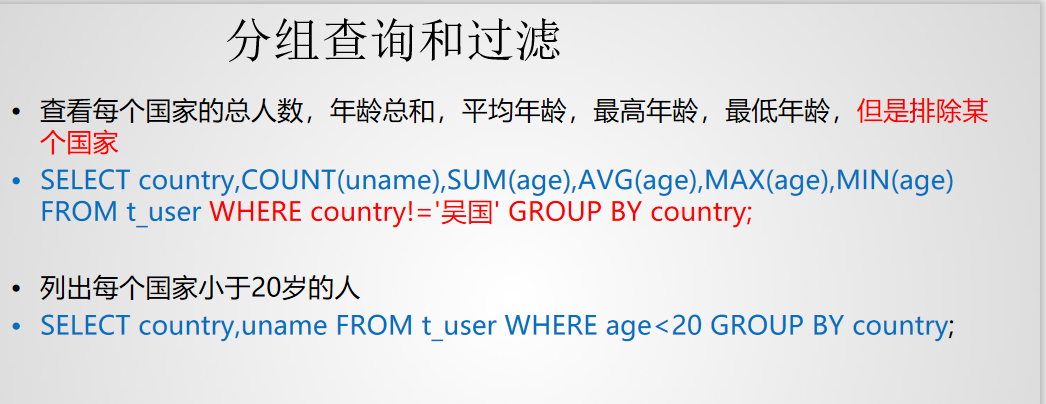 分组查询和过滤
• 查看每个国家的总人数，年龄总和，平均年龄，最高年龄，最低年龄，但是排除某
个国家
• SELECT country,COUNT(uname),SUM(age),AVG(age),MAX(age),MIN(age)
FROM t_user WHERE country!='吴国' GROUP BY country;
• 列出每个国家小于20岁的人
• SELECT country,uname FROM t_user WHERE age<20 GROUP BY country;